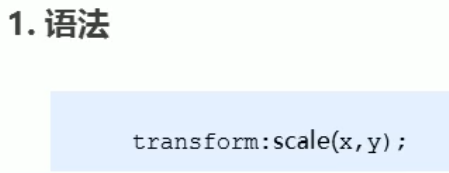 1. 语法
transform:scale(x,y);